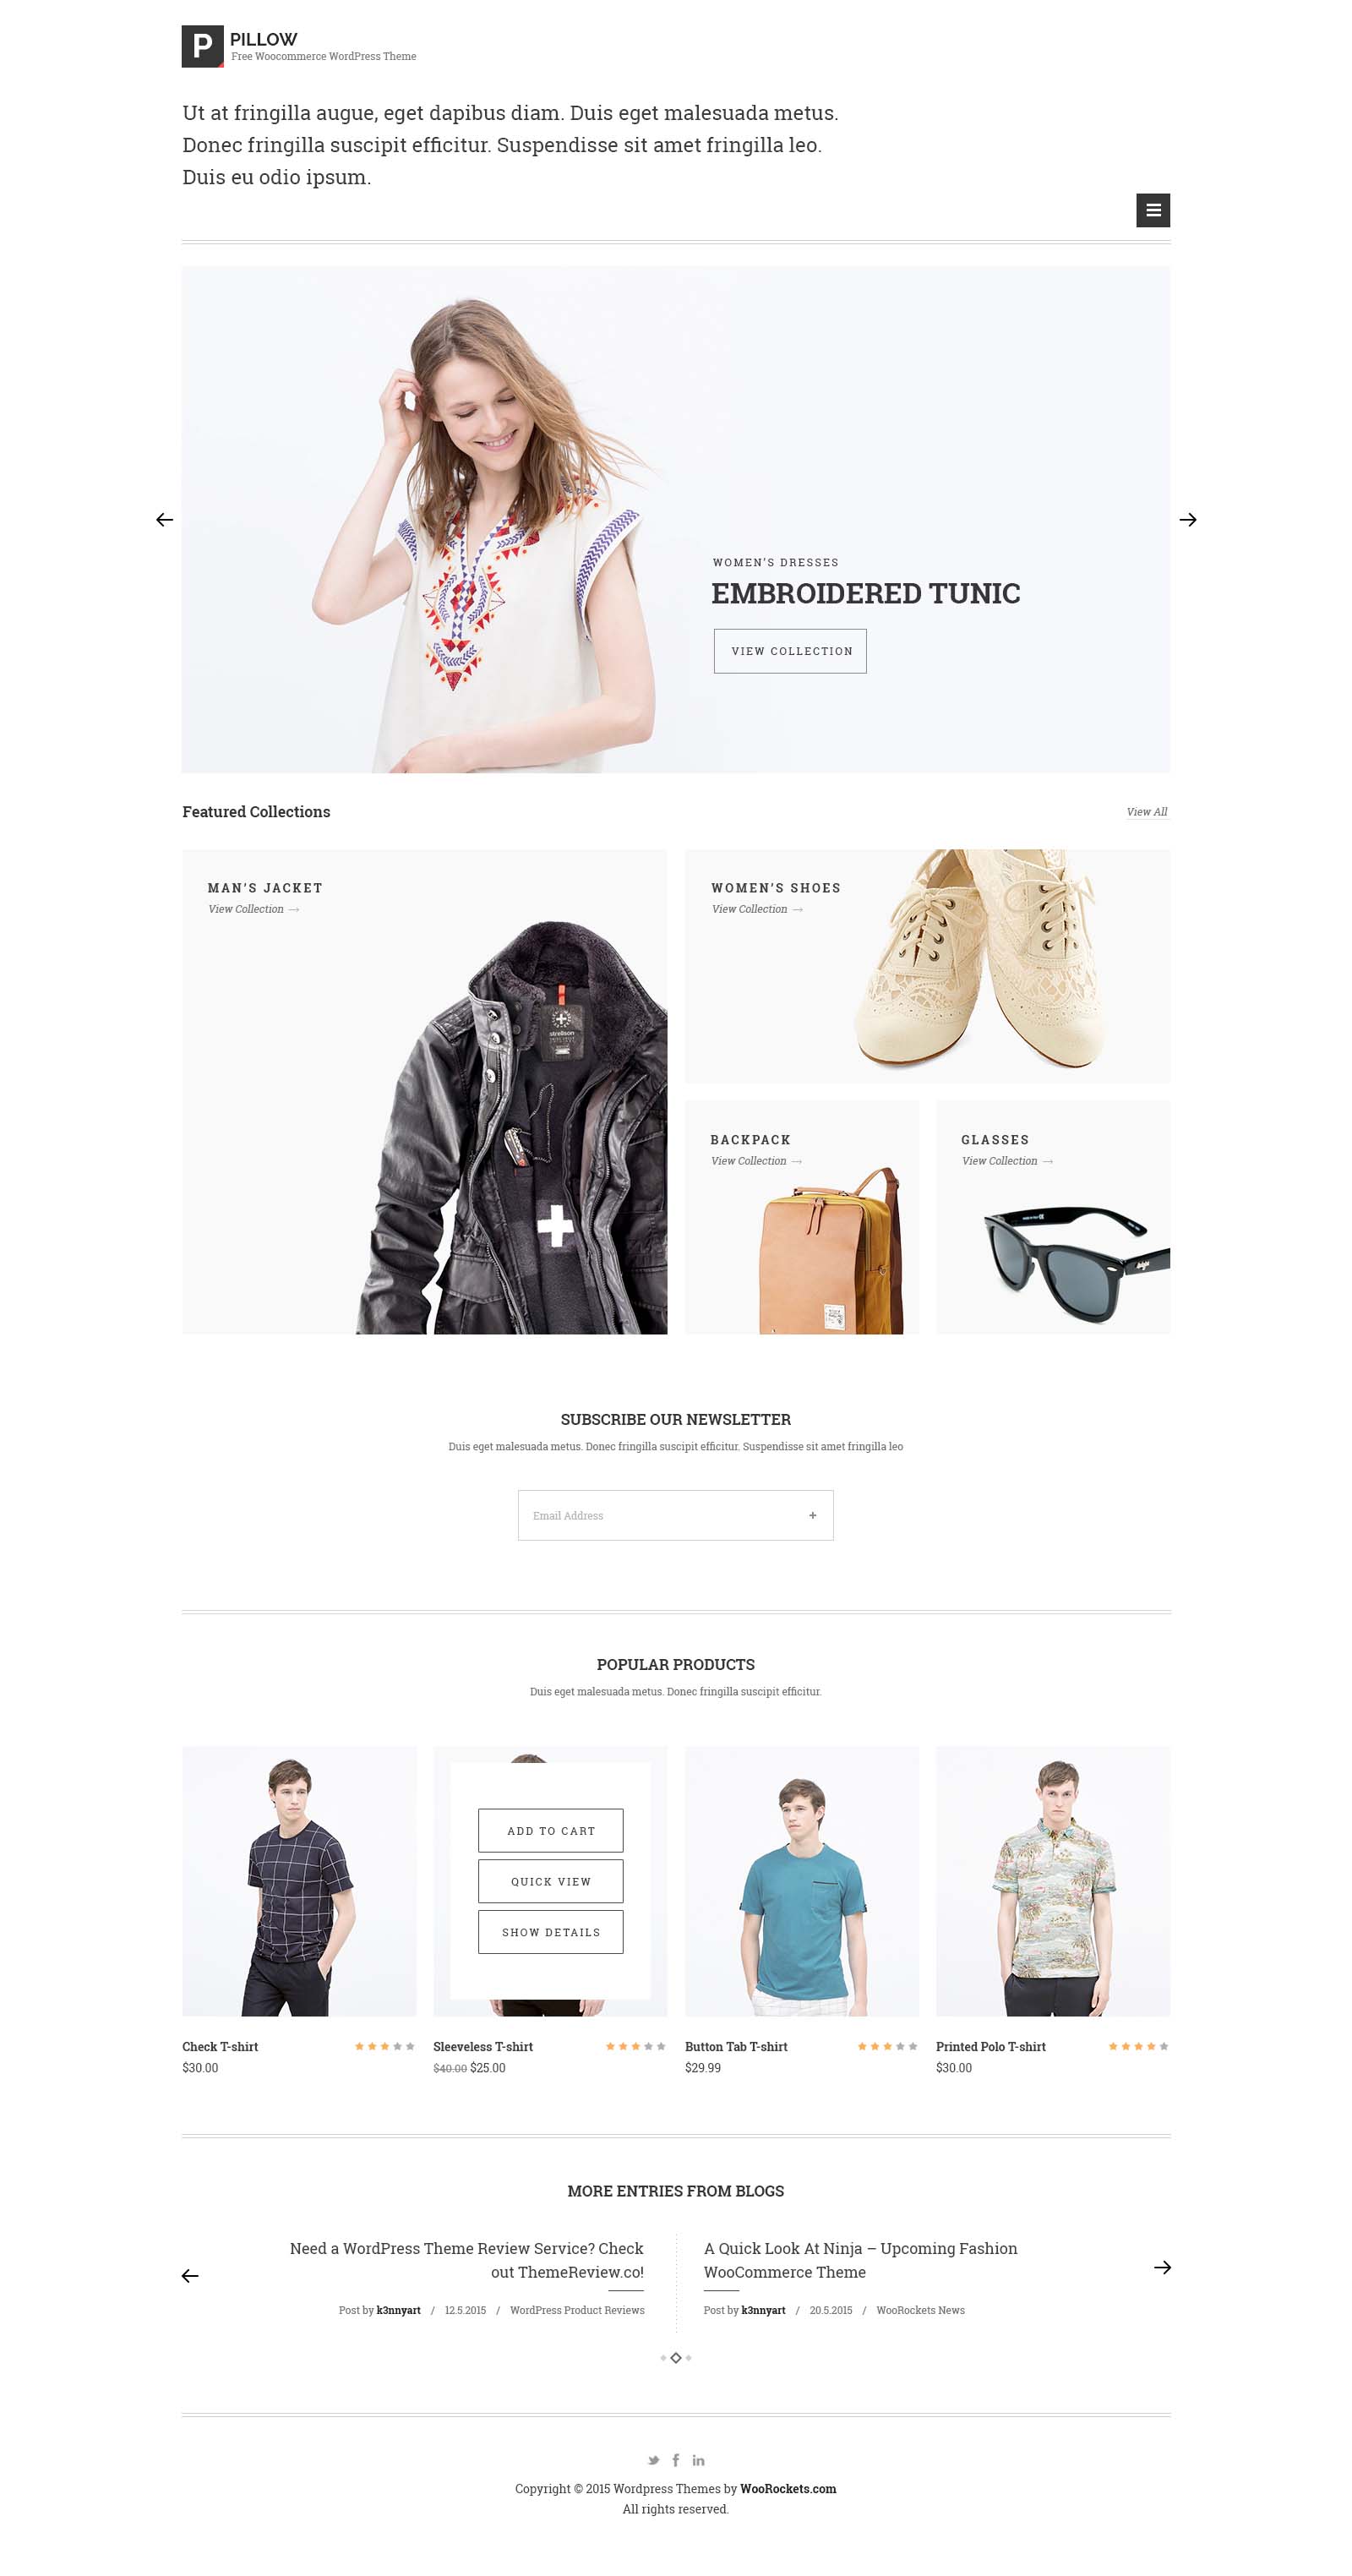 P
PILLOW
Free Woocommerce WordPress Theme
Ut at fringilla augue, eget dapibus diam. Duis eget malesuada metus.
Donec fringilla suscipit efficitur. Suspendisse sit amet fringilla leo.
Duis eu odio ipsum.
WOMEN'S DRESSES
EMBROIDERED TUNIC
VIEW COLLECTION
Featured Collections
View All
MAN'S JACKET
View Collection →
strellson
WOMEN'S SHOES
View Collection →
BACKPACK
View Collection →
GLASSES
View Collection →
SUBSCRIBE OUR NEWSLETTER
Duis eget malesuada metus. Donec fringilla suscipit efficitur. Suspendisse sit amet fringilla leo
Email Address +
POPULAR PRODUCTS
Duis eget malesuada metus. Donec fringilla suscipit efficitur.
ADD TO CART
QUICK VIEW
SHOW DETAILS
Check T-shirt
$30.00
Sleeveless T-shirt
$40.00 $25.00
Button Tab T-shirt
$29.99
Printed Polo T-shirt
$30.00
MORE ENTRIES FROM BLOGS
Need a WordPress Theme Review Service? Check
out ThemeReview.co!
Post by k3nnyart / 12.5.2015 / WordPress Product Reviews
A Quick Look At Ninja – Upcoming Fashion
WooCommerce Theme
Post by k3nnyart / 20.5.2015 / WooRockets News
Copyright © 2015 Wordpress Themes by WooRockets.com
All rights reserved.